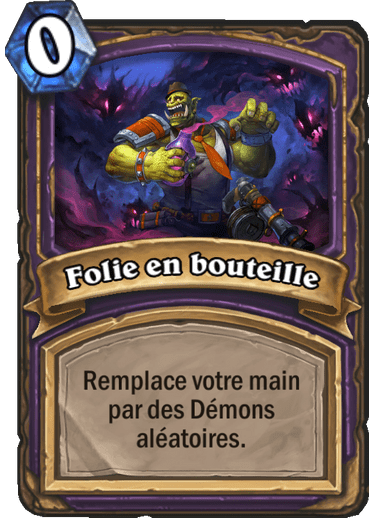 0
Folie en bouteille
Remplace votre main
par des Démons
aléatoires.